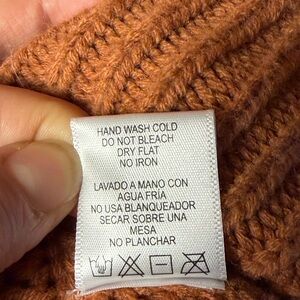 HAND WASH COLD
DO NOT BLEACH
DRY FLAT
NO IRON
LAVADO A MANO CON
AGUA FRÍA
NO USA BLANQUEADOR
SECAR SOBRE UNA
MESA
NO PLANCHAR